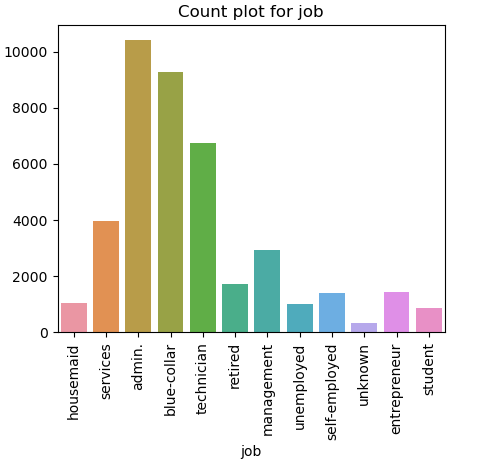 Count plot for job
10000
8000
6000
4000
2000
0
housemaid
services
admin.
blue-collar
technician
retired
management
unemployed
self-employed
unknown
entrepreneur
student
job